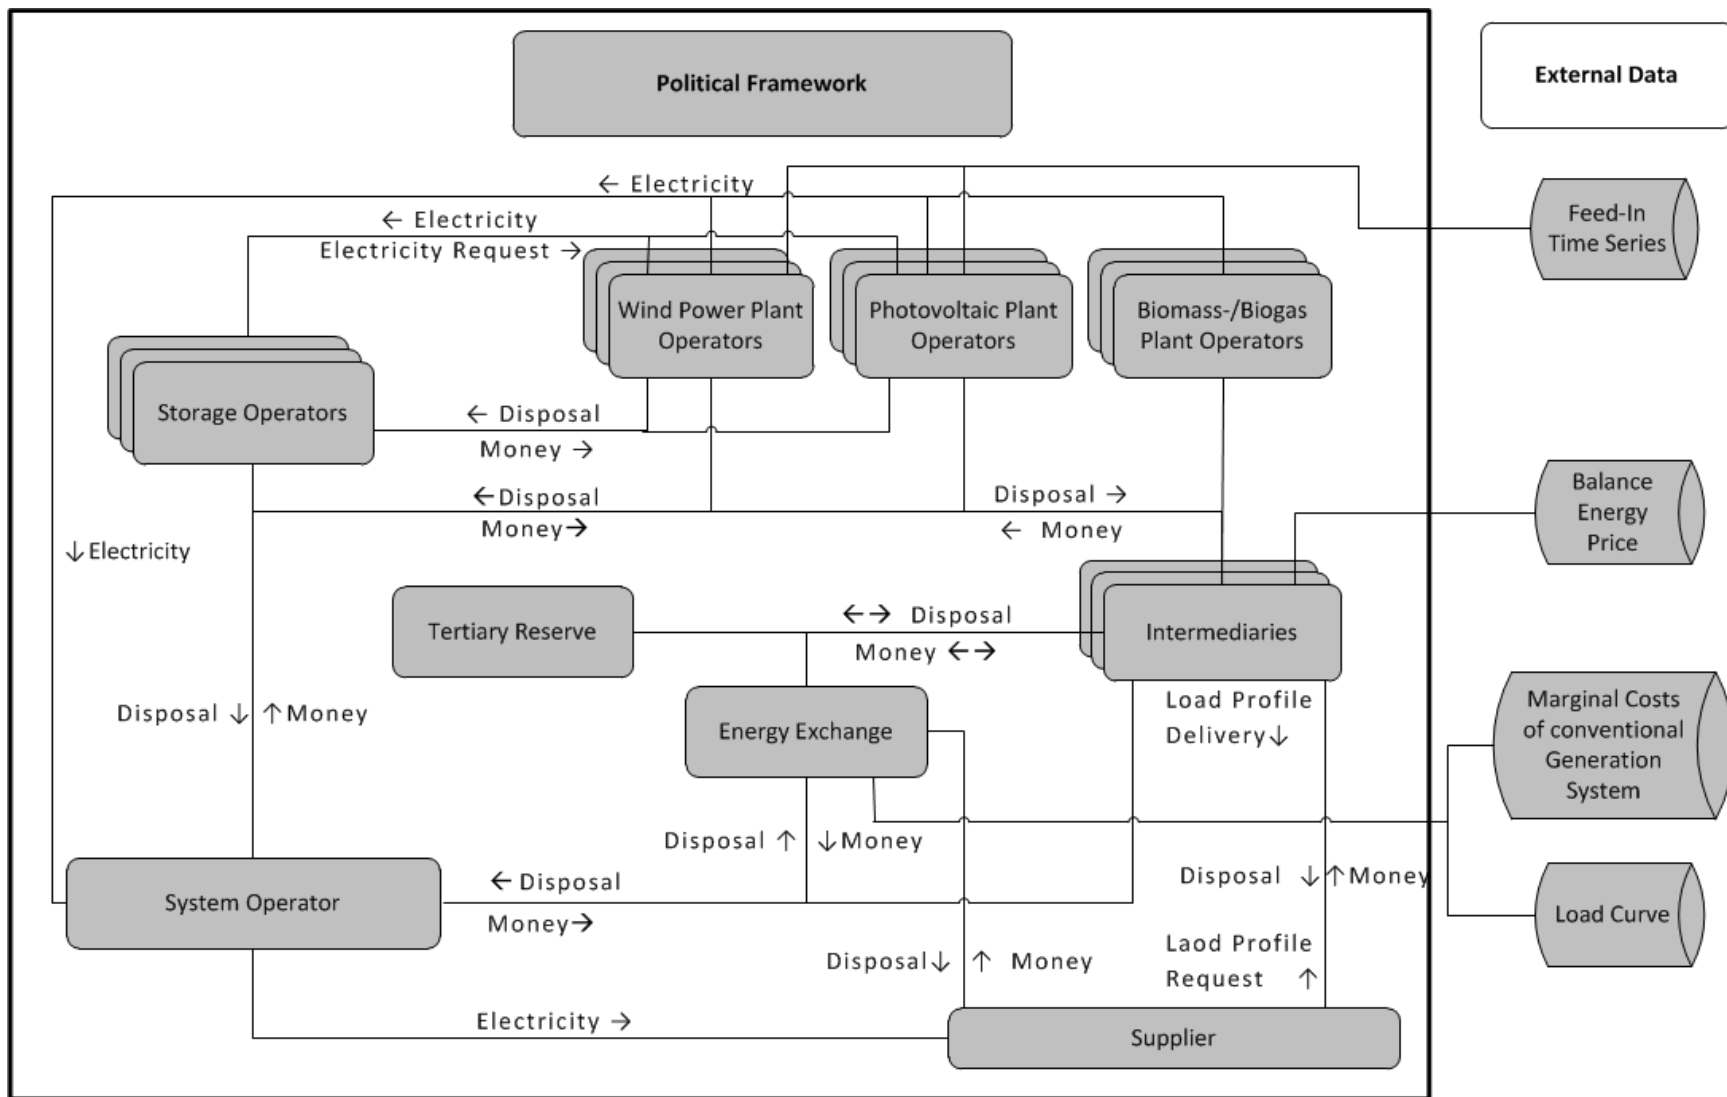 Political Framework
External Data
← Electricity
← Electricity
Electricity Request →
Feed-In
Time Series
Wind Power Plant
Operators
Photovoltaic Plant
Operators
Biomass-/Biogas
Plant Operators
Storage Operators
← Disposal
Money →
← Disposal
Money →
Disposal →
← Money
Balance
Energy
Price
↓ Electricity
Tertiary Reserve
←→ Disposal
Money ←→
Intermediaries
Disposal ↓ ↑ Money
Energy Exchange
Load Profile
Delivery ↓
Marginal Costs
of conventional
Generation
System
Disposal ↑ ↓ Money
Disposal ↓ ↑ Money
System Operator
← Disposal
Money →
Load Curve
Disposal ↓ ↑ Money
Laod Profile
Request ↑
Electricity →
Supplier